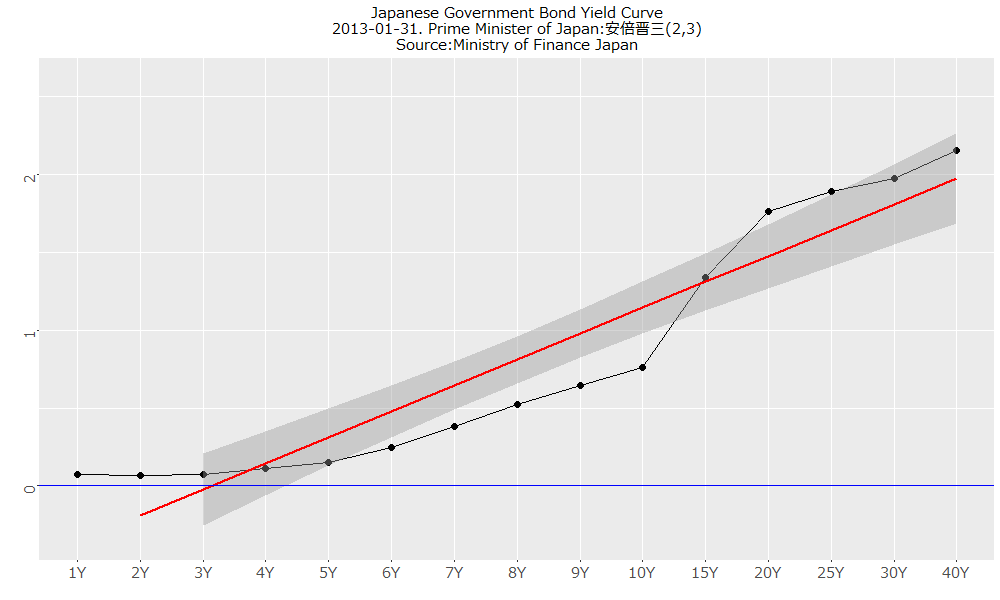 Japanese Government Bond Yield Curve
2013-01-31. Prime Minister of Japan:安倍晋三(2,3)
Source:Ministry of Finance Japan
2
1
0
1Y 2Y 3Y 4Y 5Y 6Y 7Y 8Y 9Y 10Y 15Y 20Y 25Y 30Y 40Y